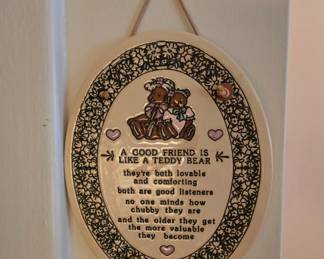 A GOOD FRIEND IS
LIKE A TEDDY BEAR
they're both lovable
and comforting
both are good listeners
no one minds how
chubby they are
and the older they get
the more valuable
they become